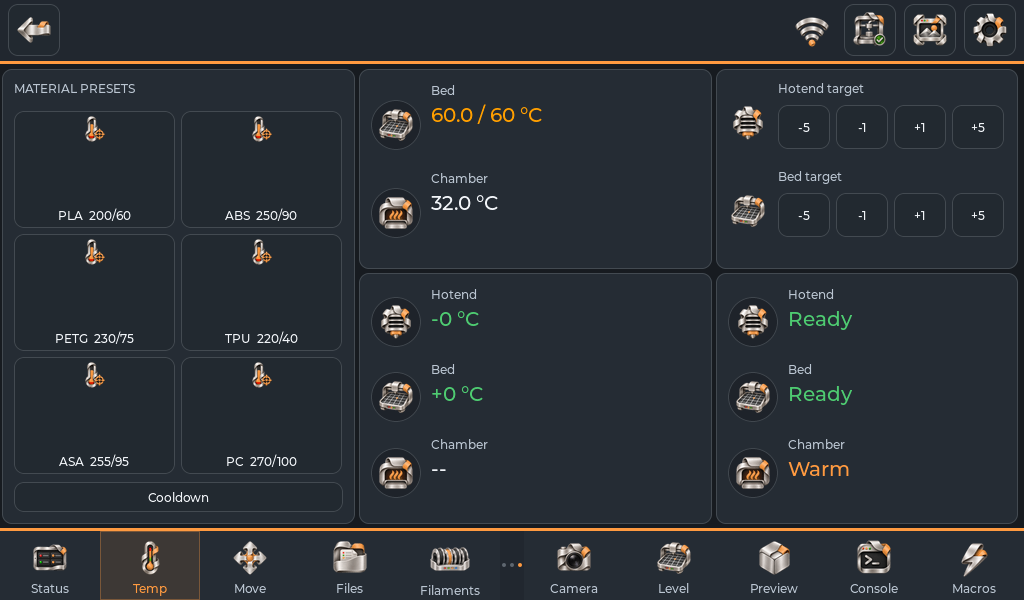 MATERIAL PRESETS
PLA 200/60
ABS 250/90
PETG 230/75
TPU 220/40
ASA 255/95
PC 270/100
Cooldown
Bed
60.0 / 60 °C
Chamber
32.0 °C
Hotend target
-5 -1 +1 +5
Bed target
-5 -1 +1 +5
Hotend
-0 °C
Bed
+0 °C
Chamber
--
Hotend
Ready
Bed
Ready
Chamber
Warm
Status Temp Move Files Filaments Camera Level Preview Console Macros